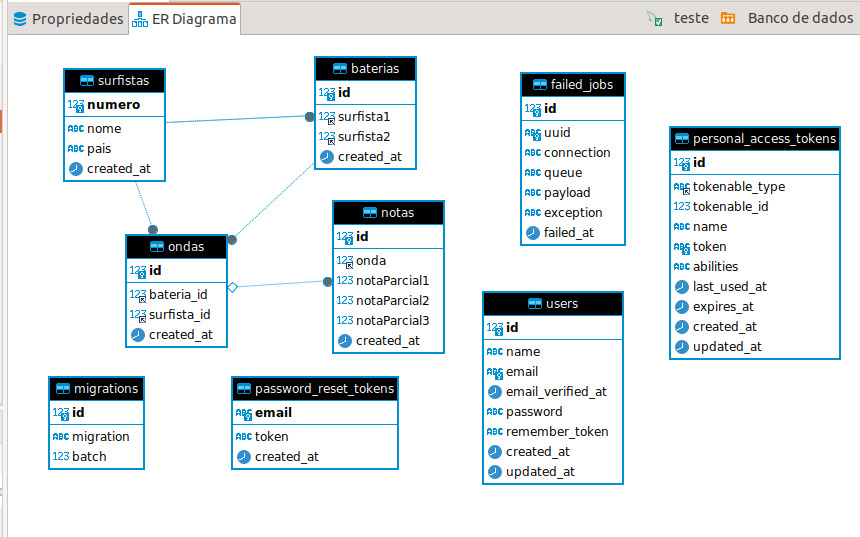 Propriedades
ER Diagrama
teste
Banco de dados
surfistas
numero
nome
pais
created_at
baterias
id
surfista1
surfista2
created_at
failed_jobs
id
uuid
connection
queue
payload
exception
failed_at
personal_access_tokens
id
tokenable_type
tokenable_id
name
token
abilities
last_used_at
expires_at
created_at
updated_at
ondas
id
bateria_id
surfista_id
created_at
notas
id
onda
notaParcial1
notaParcial2
notaParcial3
created_at
users
id
name
email
email_verified_at
password
remember_token
created_at
updated_at
migrations
id
migration
batch
password_reset_tokens
email
token
created_at